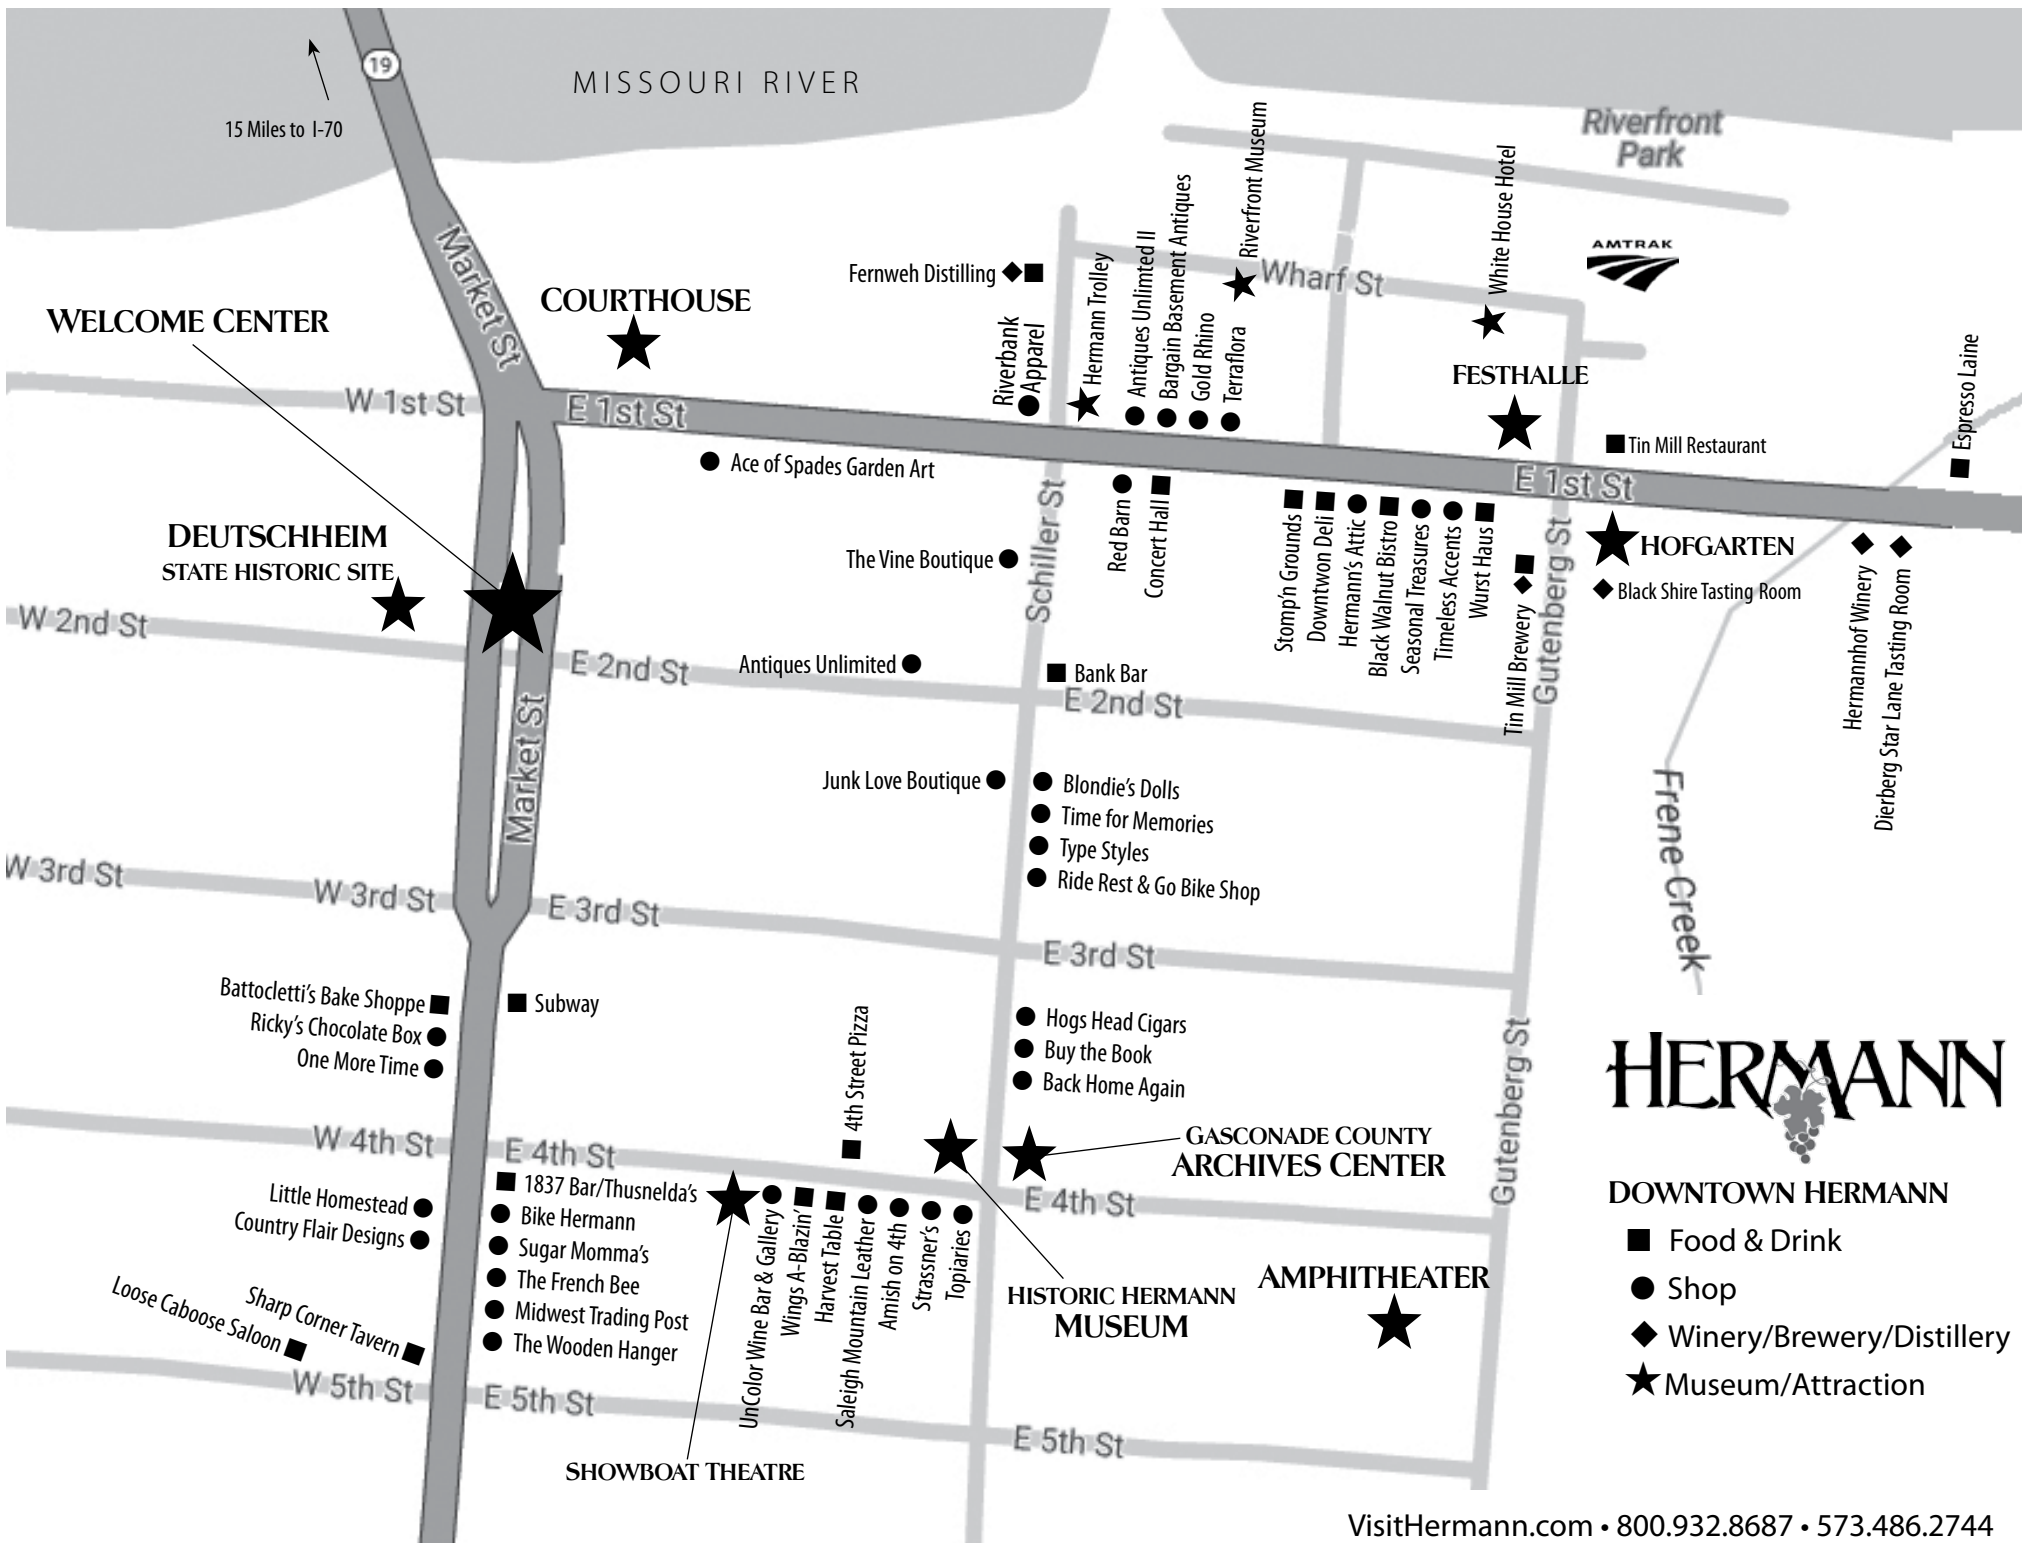 19
MISSOURI RIVER
15 Miles to I-70
Riverfront
Park
Market St
COURTHOUSE
WELCOME CENTER
Fernweh Distilling
Riverbank
Apparel
Hermann Trolley
Antiques Unlimted II
Bargain Basement Antiques
Gold Rhino
Terraflora
Riverfront Museum
Wharf St
White House Hotel
AMTRAK
FESTHALLE
Espresso Laine
W 1st St
E 1st St
Tin Mill Restaurant
E 1st St
Ace of Spades Garden Art
DEUTSCHHEIM
STATE HISTORIC SITE
The Vine Boutique
Schiller St
Red Barn
Concert Hall
Stomp'n Grounds
Downtwon Deli
Hermann's Attic
Black Walnut Bistro
Seasonal Treasures
Timeless Accents
Wurst Haus
Tin Mill Brewery
Gutenberg St
HOFGARTEN
Black Shire Tasting Room
Hermannhof Winery
Dierberg Star Lane Tasting Room
W 2nd St
E 2nd St
Antiques Unlimited
Bank Bar
E 2nd St
Market St
Junk Love Boutique
Blondie's Dolls
Time for Memories
Type Styles
Ride Rest & Go Bike Shop
Frene Creek
W 3rd St
W 3rd St
E 3rd St
E 3rd St
Battocletti's Bake Shoppe
Ricky's Chocolate Box
One More Time
Subway
4th Street Pizza
Hogs Head Cigars
Buy the Book
Back Home Again
Gutenberg St
HERMANN
W 4th St
E 4th St
GASCONADE COUNTY
ARCHIVES CENTER
E 4th St
Little Homestead
Country Flair Designs
1837 Bar/Thusnelda's
Bike Hermann
Sugar Momma's
The French Bee
Midwest Trading Post
The Wooden Hanger
UnColor Wine Bar & Gallery
Wings A-Blazin'
Harvest Table
Saleigh Mountain Leather
Amish on 4th
Strassner's
Topiaries
HISTORIC HERMANN
MUSEUM
AMPHITHEATER
Loose Caboose Saloon
Sharp Corner Tavern
W 5th St
E 5th St
E 5th St
SHOWBOAT THEATRE
DOWNTOWN HERMANN
Food & Drink
Shop
Winery/Brewery/Distillery
Museum/Attraction
VisitHermann.com • 800.932.8687 • 573.486.2744